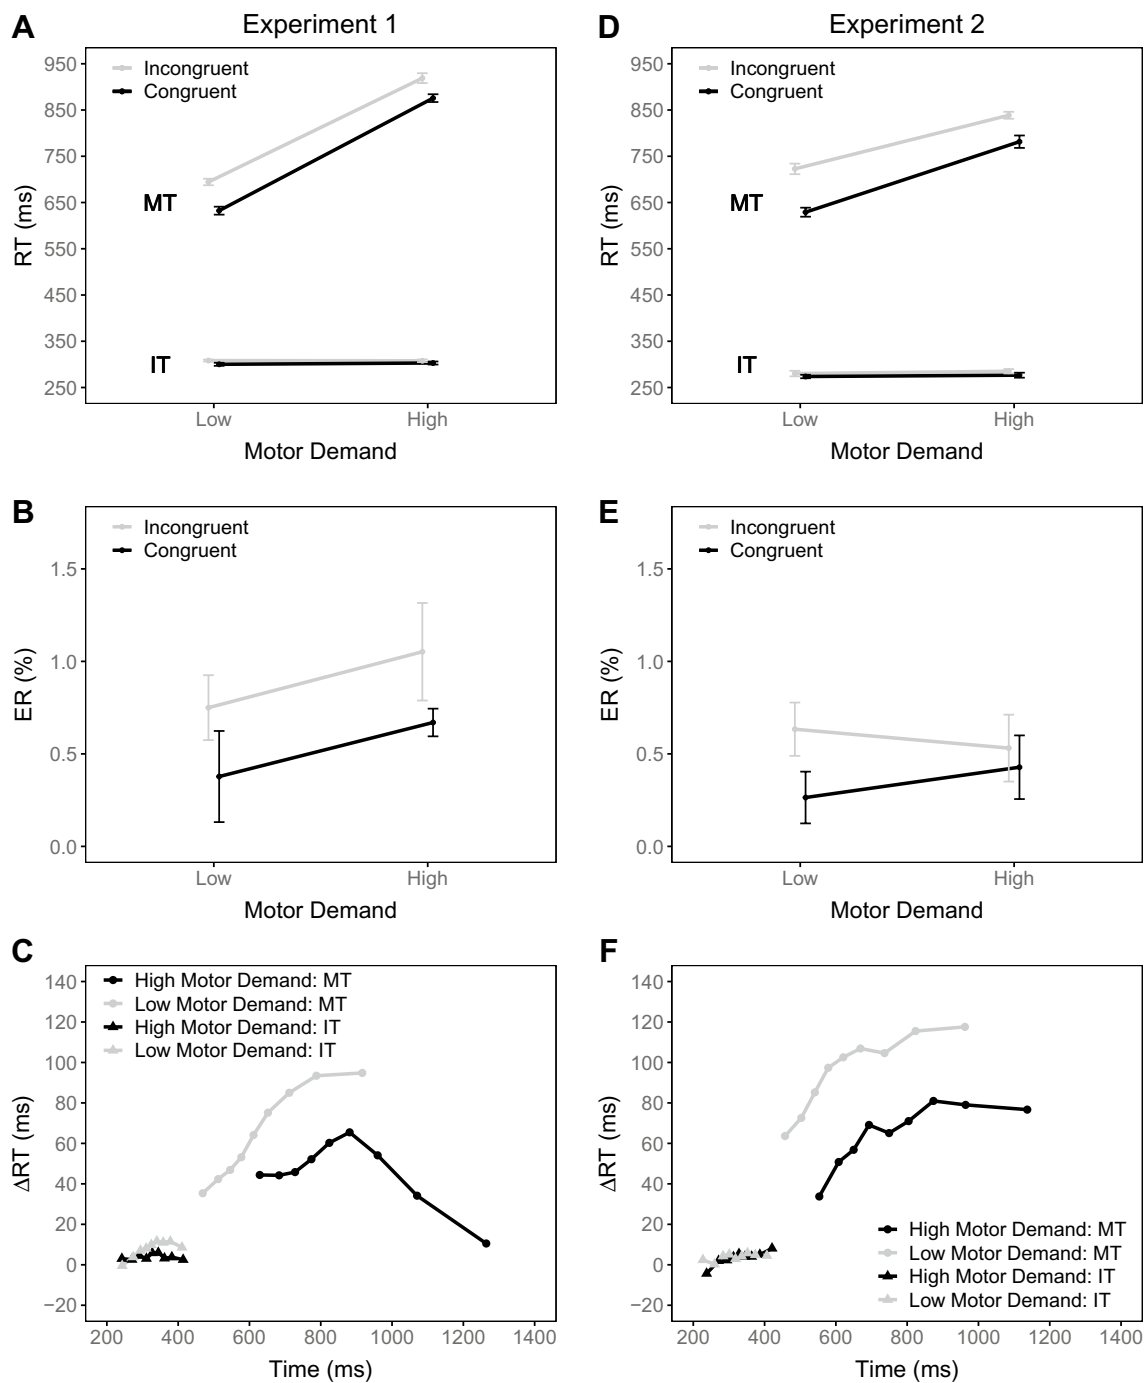 A
Experiment 1
950
850
750
650
550
450
350
250
RT (ms)
Incongruent
Congruent
MT
IT
Low
High
Motor Demand
D
Experiment 2
950
850
750
650
550
450
350
250
RT (ms)
Incongruent
Congruent
MT
IT
Low
High
Motor Demand
B
1.5
1.0
0.5
0.0
ER (%)
Incongruent
Congruent
Low
High
Motor Demand
E
1.5
1.0
0.5
0.0
ER (%)
Incongruent
Congruent
Low
High
Motor Demand
C
140
120
100
80
60
40
20
0
−20
ΔRT (ms)
High Motor Demand: MT
Low Motor Demand: MT
High Motor Demand: IT
Low Motor Demand: IT
200 400 600 800 1000 1200 1400
Time (ms)
F
140
120
100
80
60
40
20
0
−20
ΔRT (ms)
High Motor Demand: MT
Low Motor Demand: MT
High Motor Demand: IT
Low Motor Demand: IT
200 400 600 800 1000 1200 1400
Time (ms)